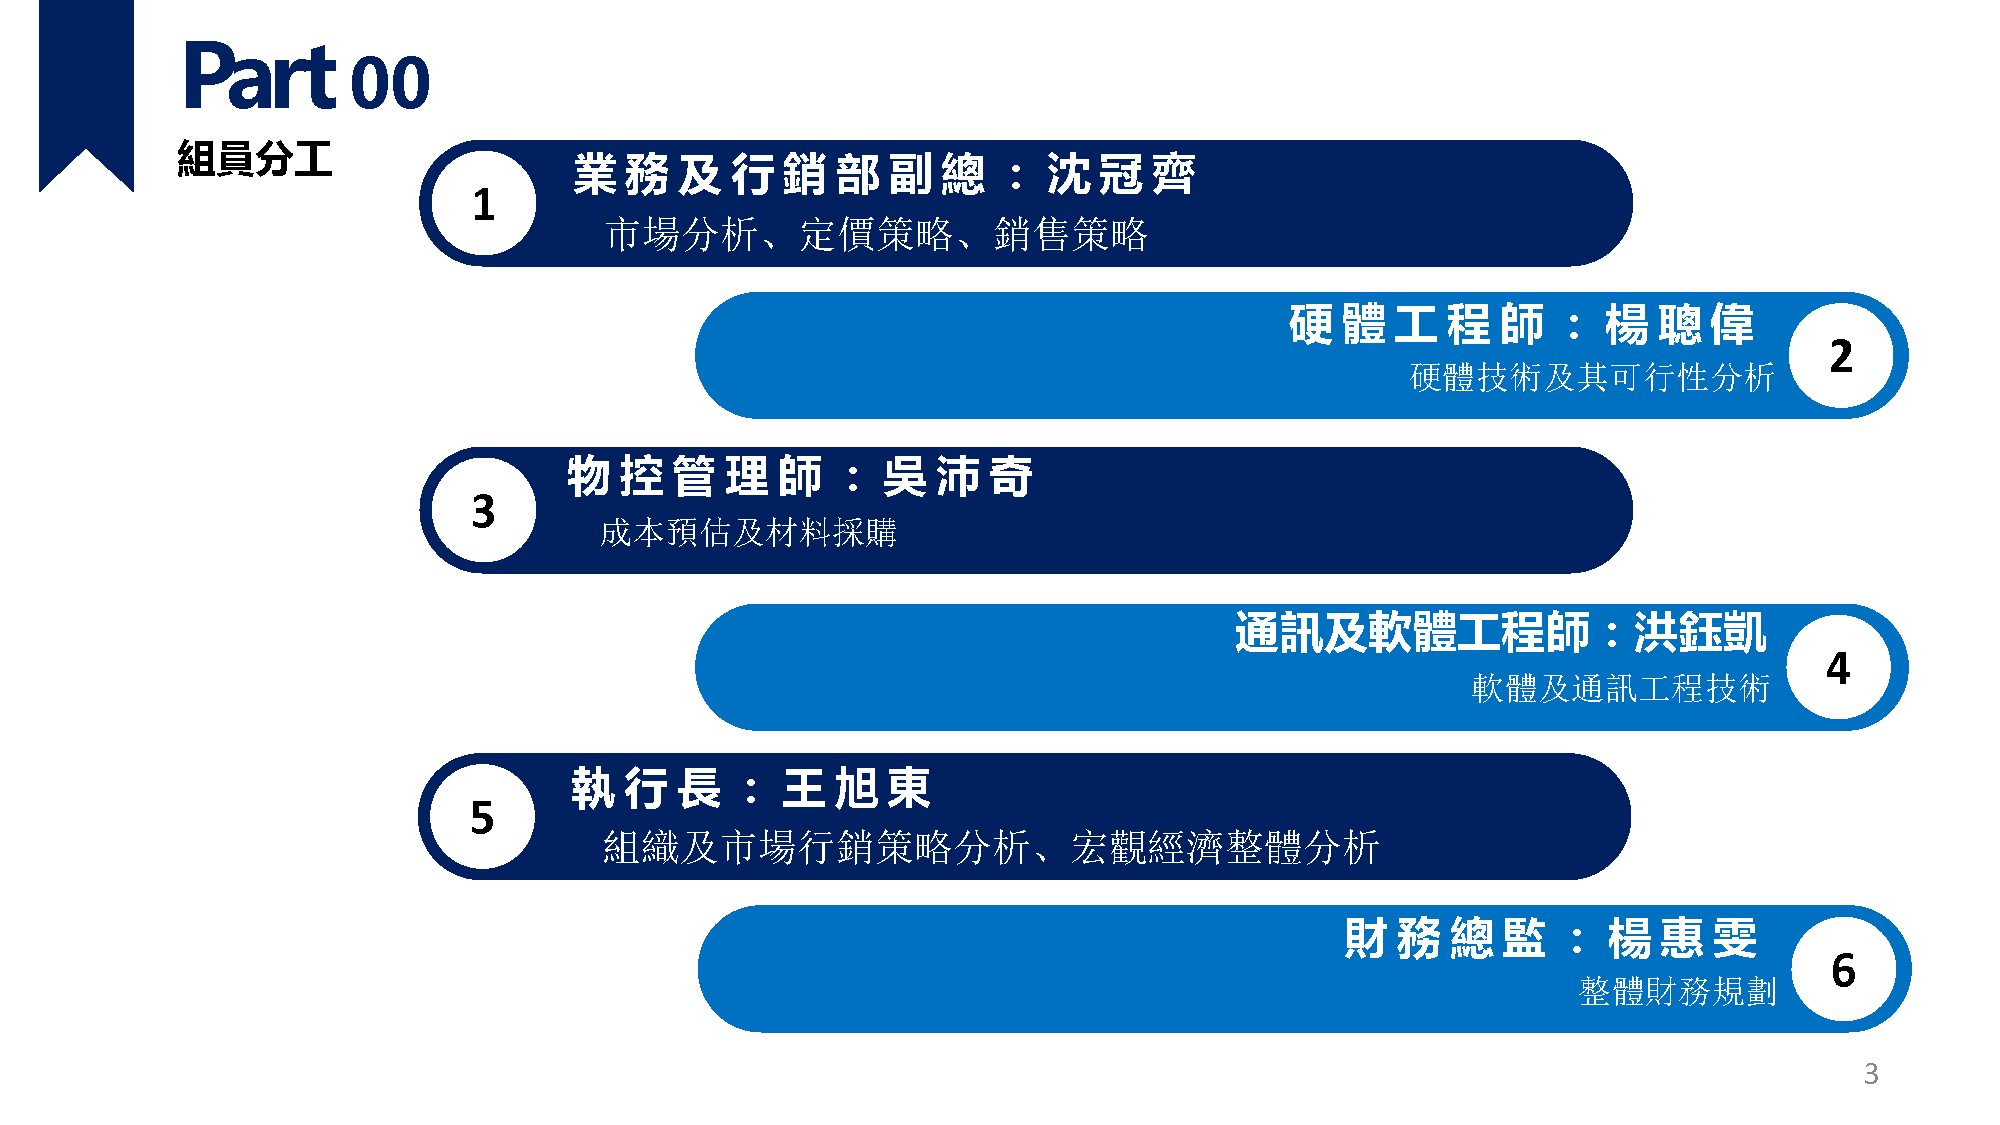 Part 00
組員分工
1
業務及行銷部副總：沈冠齊
市場分析、定價策略、銷售策略
硬體工程師：楊聰偉
2
硬體技術及其可行性分析
物控管理師：吳沛奇
3
成本預估及材料採購
通訊及軟體工程師：洪鈺凱
4
軟體及通訊工程技術
執行長：王旭東
5
組織及市場行銷策略分析、宏觀經濟整體分析
財務總監：楊惠雯
6
整體財務規劃
3